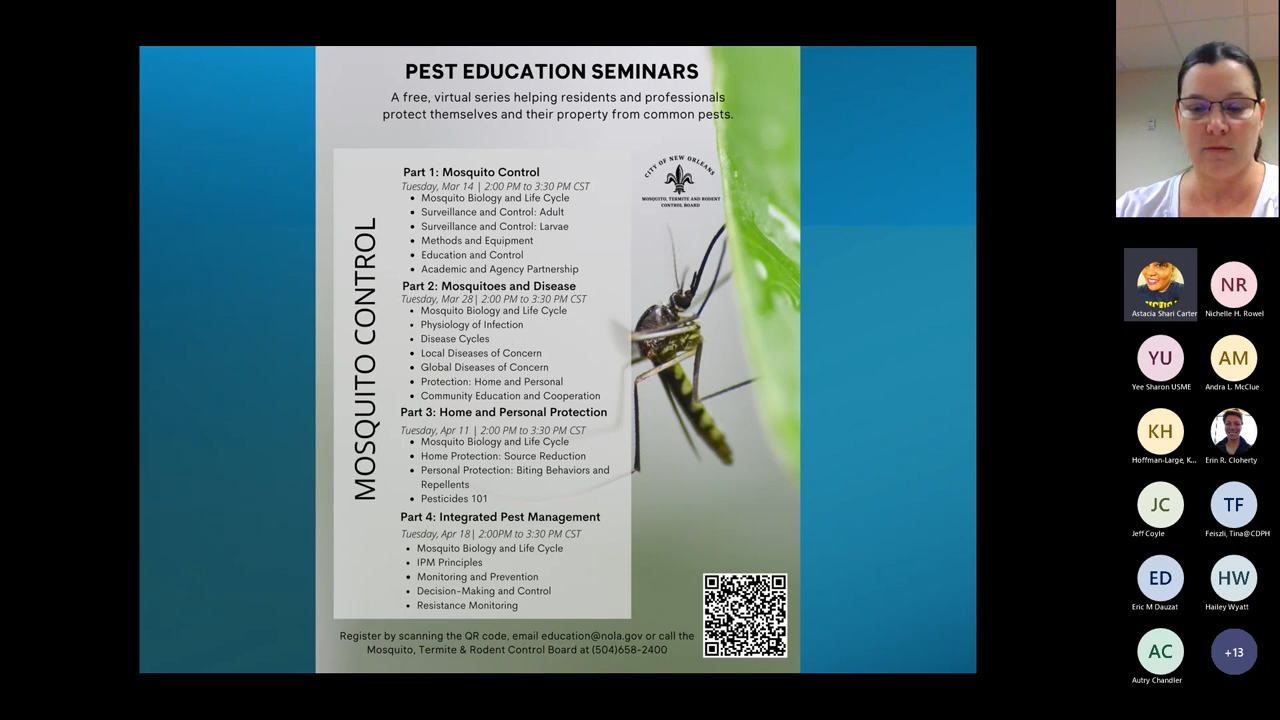 PEST EDUCATION SEMINARS
A free, virtual series helping residents and professionals
protect themselves and their property from common pests.
CITY OF NEW ORLEANS
MOSQUITO, TERMITE AND RODENT
CONTROL BOARD
MOSQUITO CONTROL
Part 1: Mosquito Control
Tuesday, Mar 14 | 2:00 PM to 3:30 PM CST
• Mosquito Biology and Life Cycle
• Surveillance and Control: Adult
• Surveillance and Control: Larvae
• Methods and Equipment
• Education and Control
• Academic and Agency Partnership
Part 2: Mosquitoes and Disease
Tuesday, Mar 28| 2:00 PM to 3:30 PM CST
• Mosquito Biology and Life Cycle
• Physiology of Infection
• Disease Cycles
• Local Diseases of Concern
• Global Diseases of Concern
• Protection: Home and Personal
• Community Education and Cooperation
Part 3: Home and Personal Protection
Tuesday, Apr 11 | 2:00 PM to 3:30 PM CST
• Mosquito Biology and Life Cycle
• Home Protection: Source Reduction
• Personal Protection: Biting Behaviors and
Repellents
• Pesticides 101
Part 4: Integrated Pest Management
Tuesday, Apr 18| 2:00PM to 3:30 PM CST
• Mosquito Biology and Life Cycle
• IPM Principles
• Monitoring and Prevention
• Decision-Making and Control
• Resistance Monitoring
Register by scanning the QR code, email education@nola.gov or call the
Mosquito, Termite & Rodent Control Board at (504)658-2400
Astacia Shari Carter
NR
Nichelle H. Rowel
YU
Yee Sharon USME
AM
Andra L. McClue
KH
Hoffman-Large, K...
Erin R. Cloherty
JC
Jeff Coyle
TF
Feiszli, Tina@CDPH
ED
Eric M Dauzat
HW
Hailey Wyatt
AC
Autry Chandler
+13